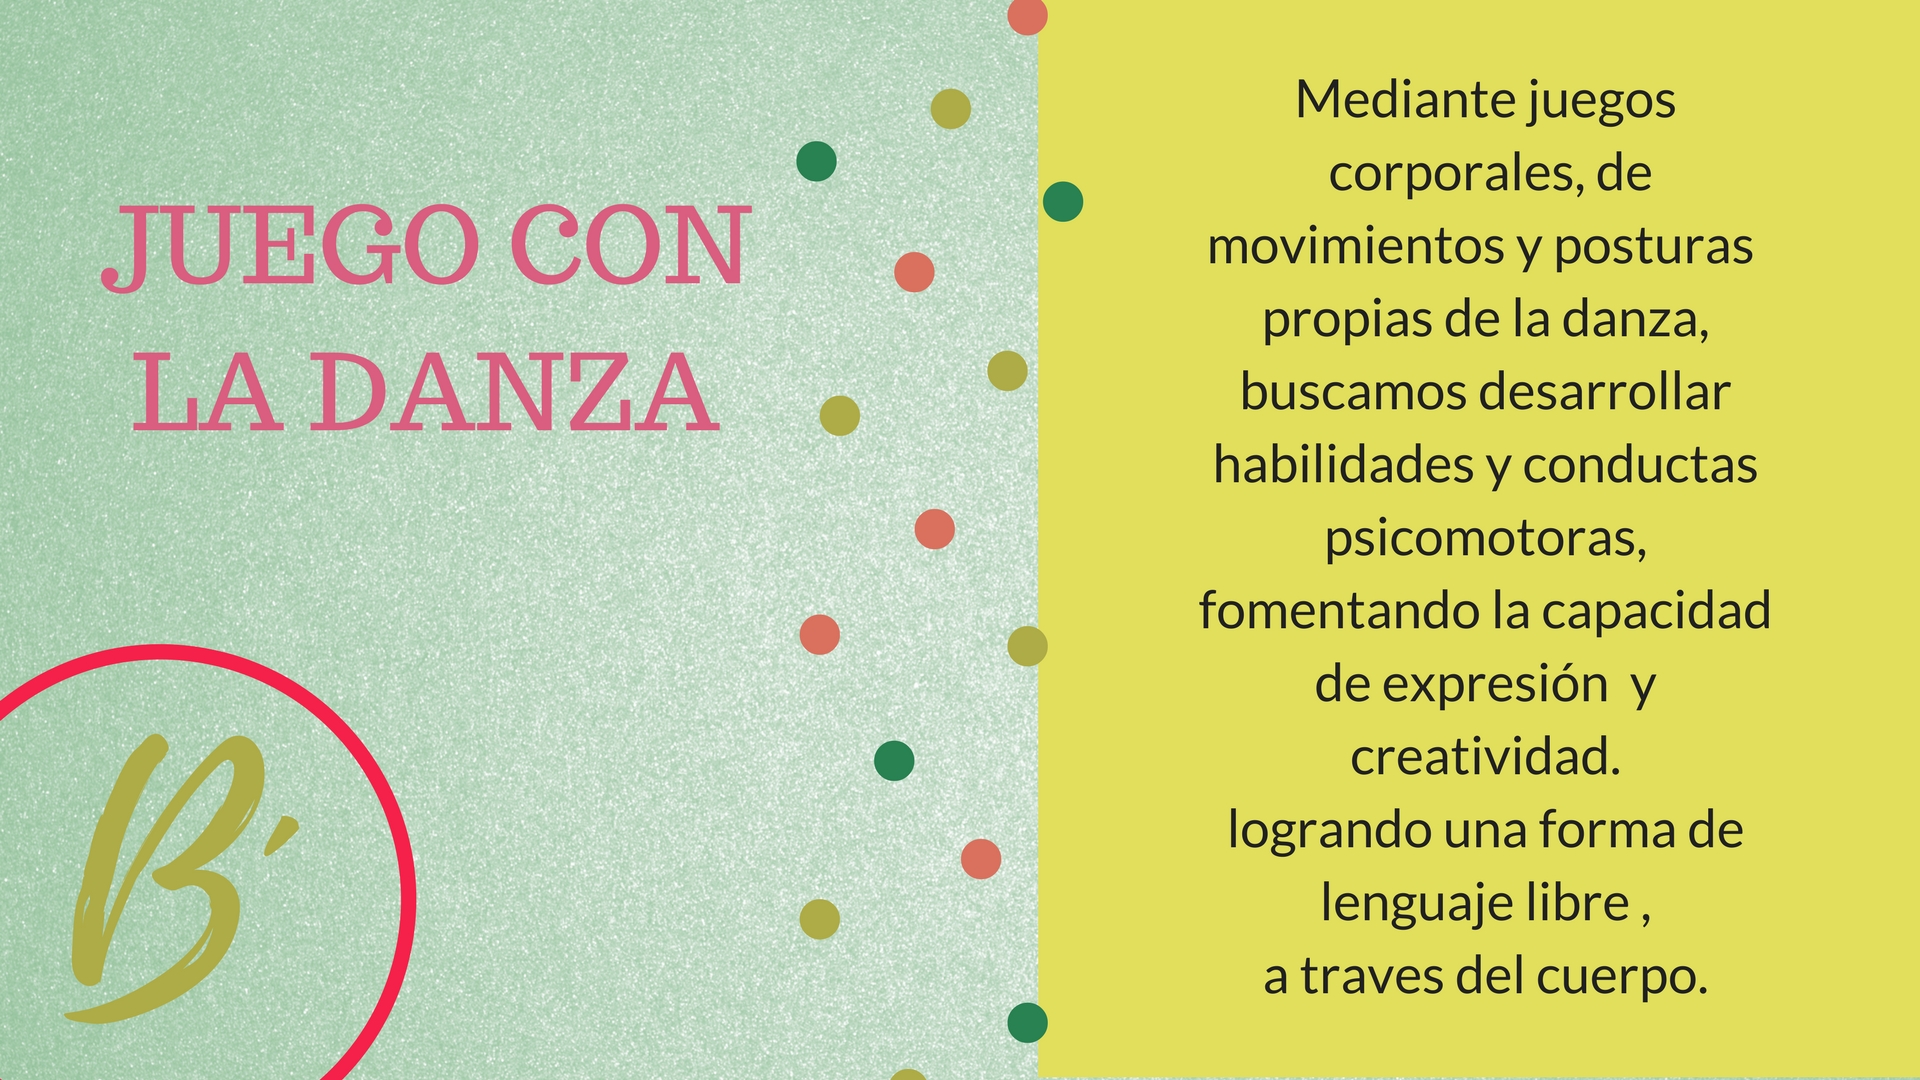 JUEGO CON
LA DANZA
B'
Mediante juegos
corporales, de
movimientos y posturas
propias de la danza,
buscamos desarrollar
habilidades y conductas
psicomotoras,
fomentando la capacidad
de expresión  y
creatividad.
logrando una forma de
lenguaje libre ,
a traves del cuerpo.